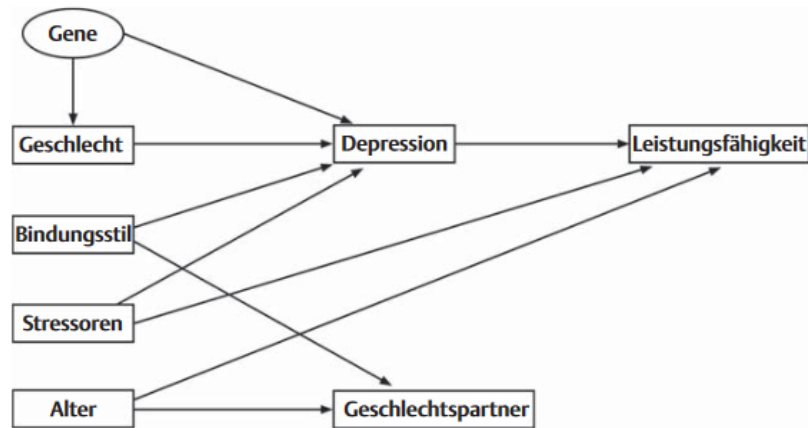 Gene
Geschlecht
Depression
Leistungsfähigkeit
Bindungsstil
Stressoren
Alter
Geschlechtspartner